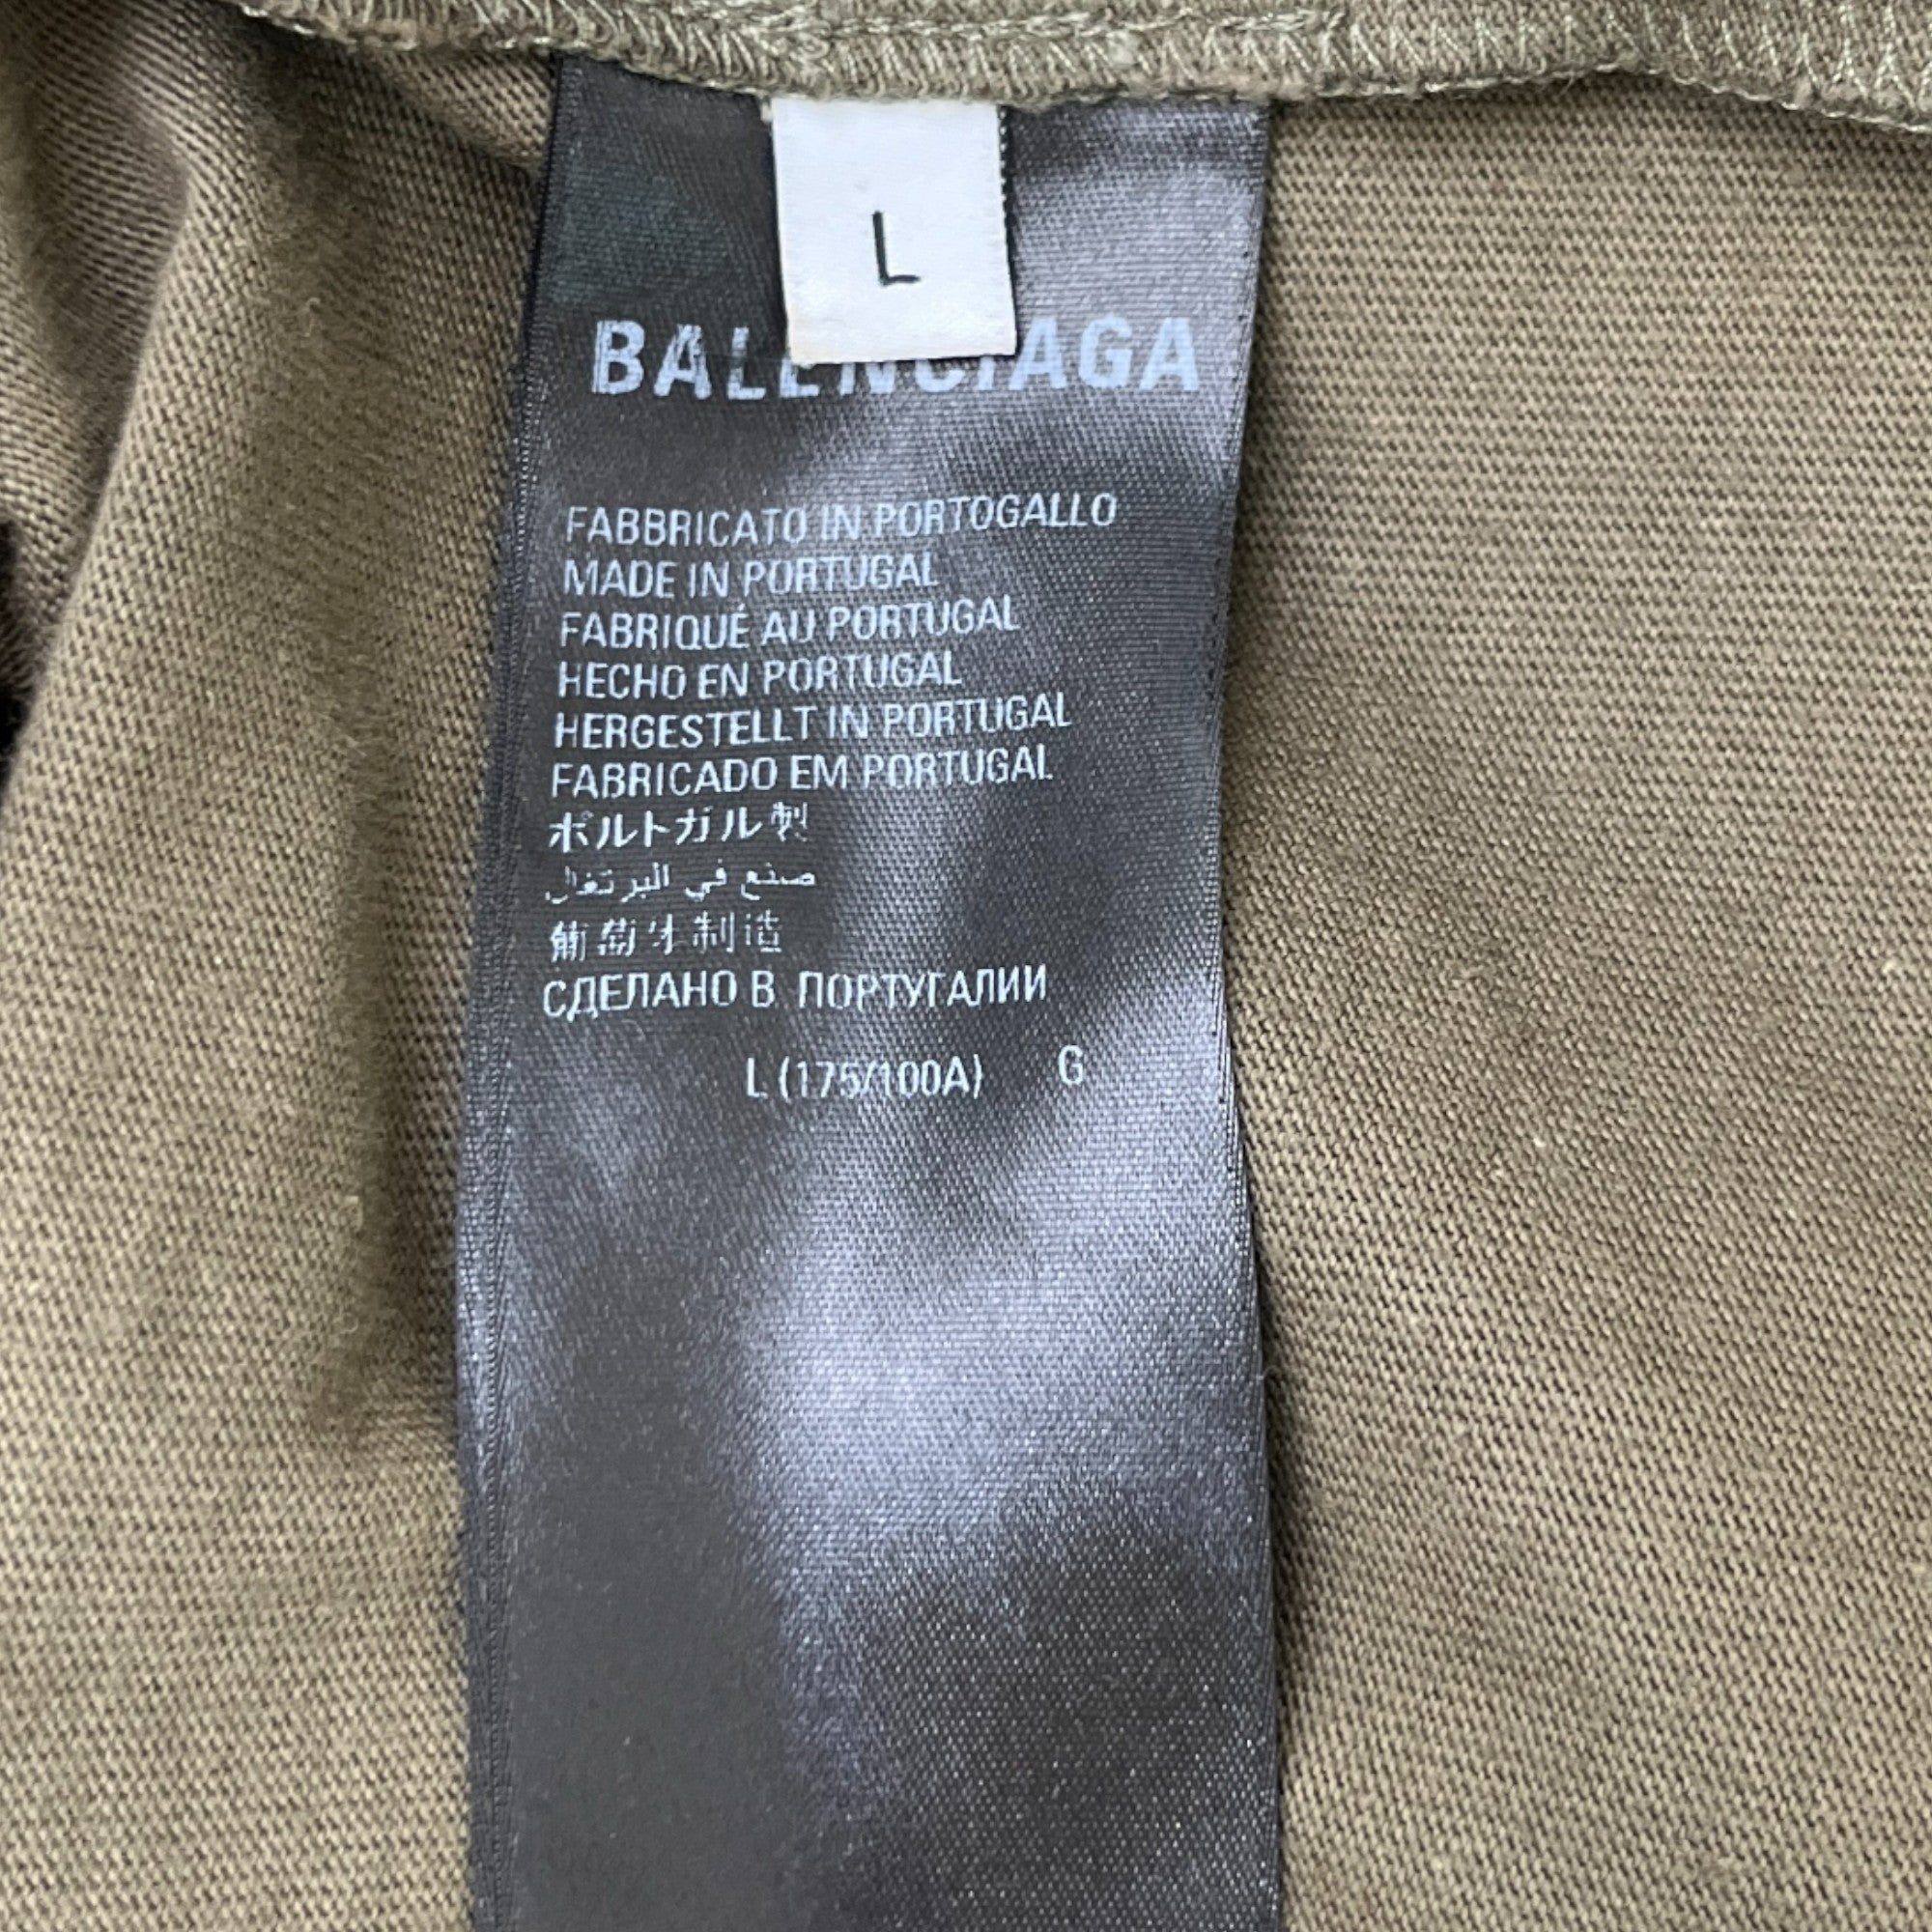 L
BALENCIAGA
FABBRICATO IN PORTOGALLO
MADE IN PORTUGAL
FABRIQUÉ AU PORTUGAL
HECHO EN PORTUGAL
HERGESTELLT IN PORTUGAL
FABRICADO EM PORTUGAL
ポルトガル製
صنع في البرتغال
葡萄牙制造
СДЕЛАНО В ПОРТУГАЛИИ
L (175/100A) G